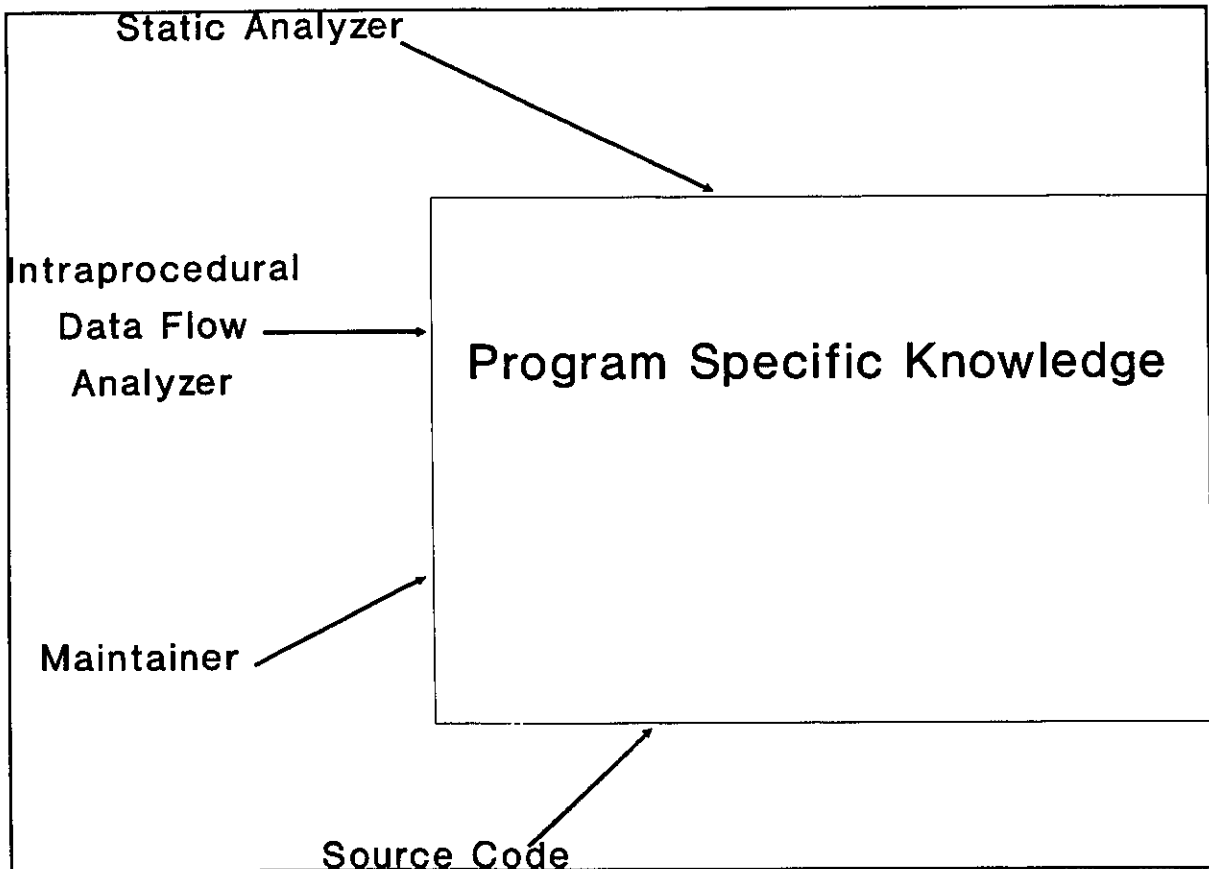 Static Analyzer
Intraprocedural
Data Flow
Analyzer
Program Specific Knowledge
Maintainer
Source Code